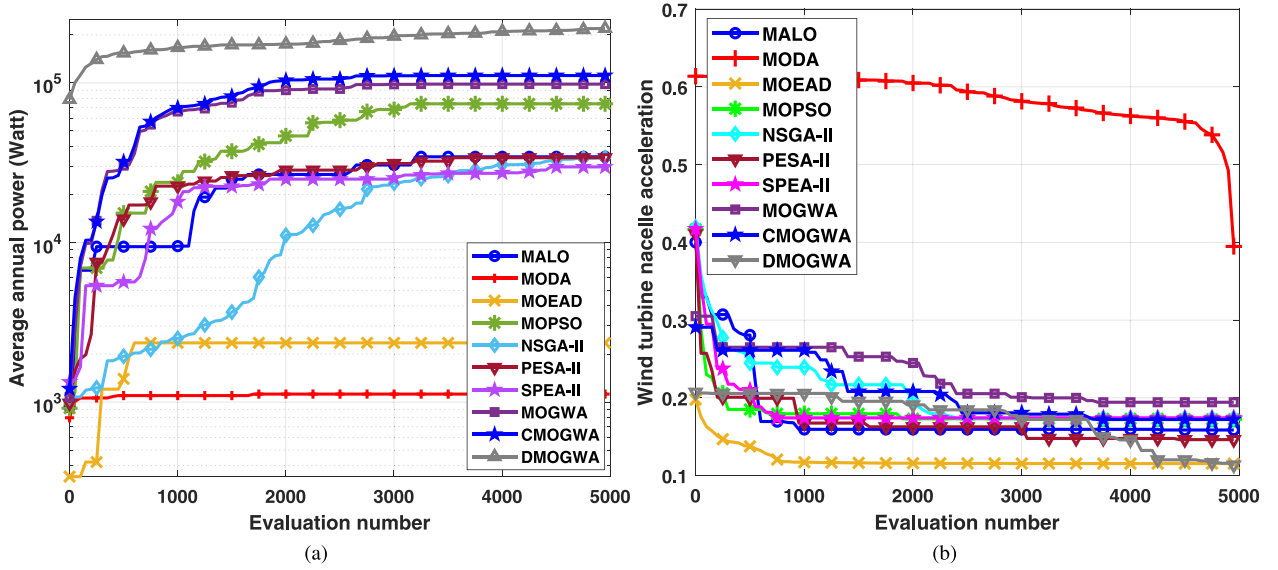 Average annual power (Watt)
10^5
10^4
10^3
0 1000 2000 3000 4000 5000
Evaluation number
MALO
MODA
MOEAD
MOPSO
NSGA-II
PESA-II
SPEA-II
MOGWA
CMOGWA
DMOGWA
(a)
Wind turbine nacelle acceleration
0.7
0.6
0.5
0.4
0.3
0.2
0.1
0 1000 2000 3000 4000 5000
Evaluation number
MALO
MODA
MOEAD
MOPSO
NSGA-II
PESA-II
SPEA-II
MOGWA
CMOGWA
DMOGWA
(b)